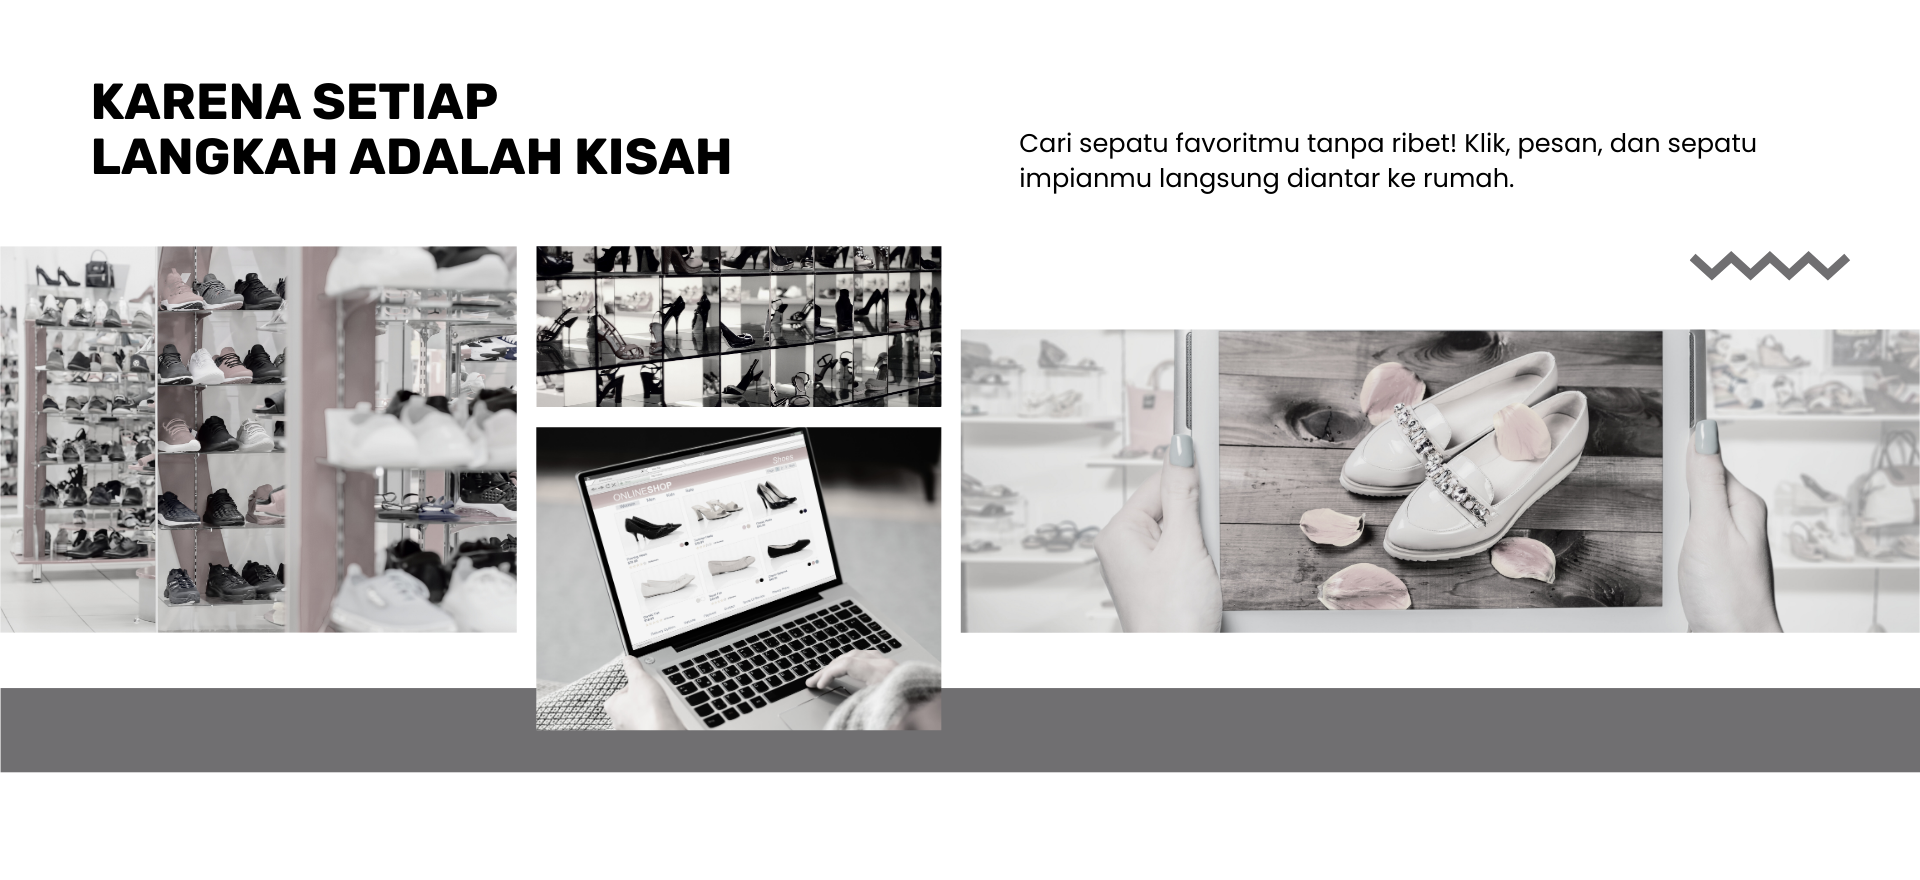 KARENA SETIAP
LANGKAH ADALAH KISAH
Cari sepatu favoritmu tanpa ribet! Klik, pesan, dan sepatu
impianmu langsung diantar ke rumah.
Shoes
ONLINESHOP